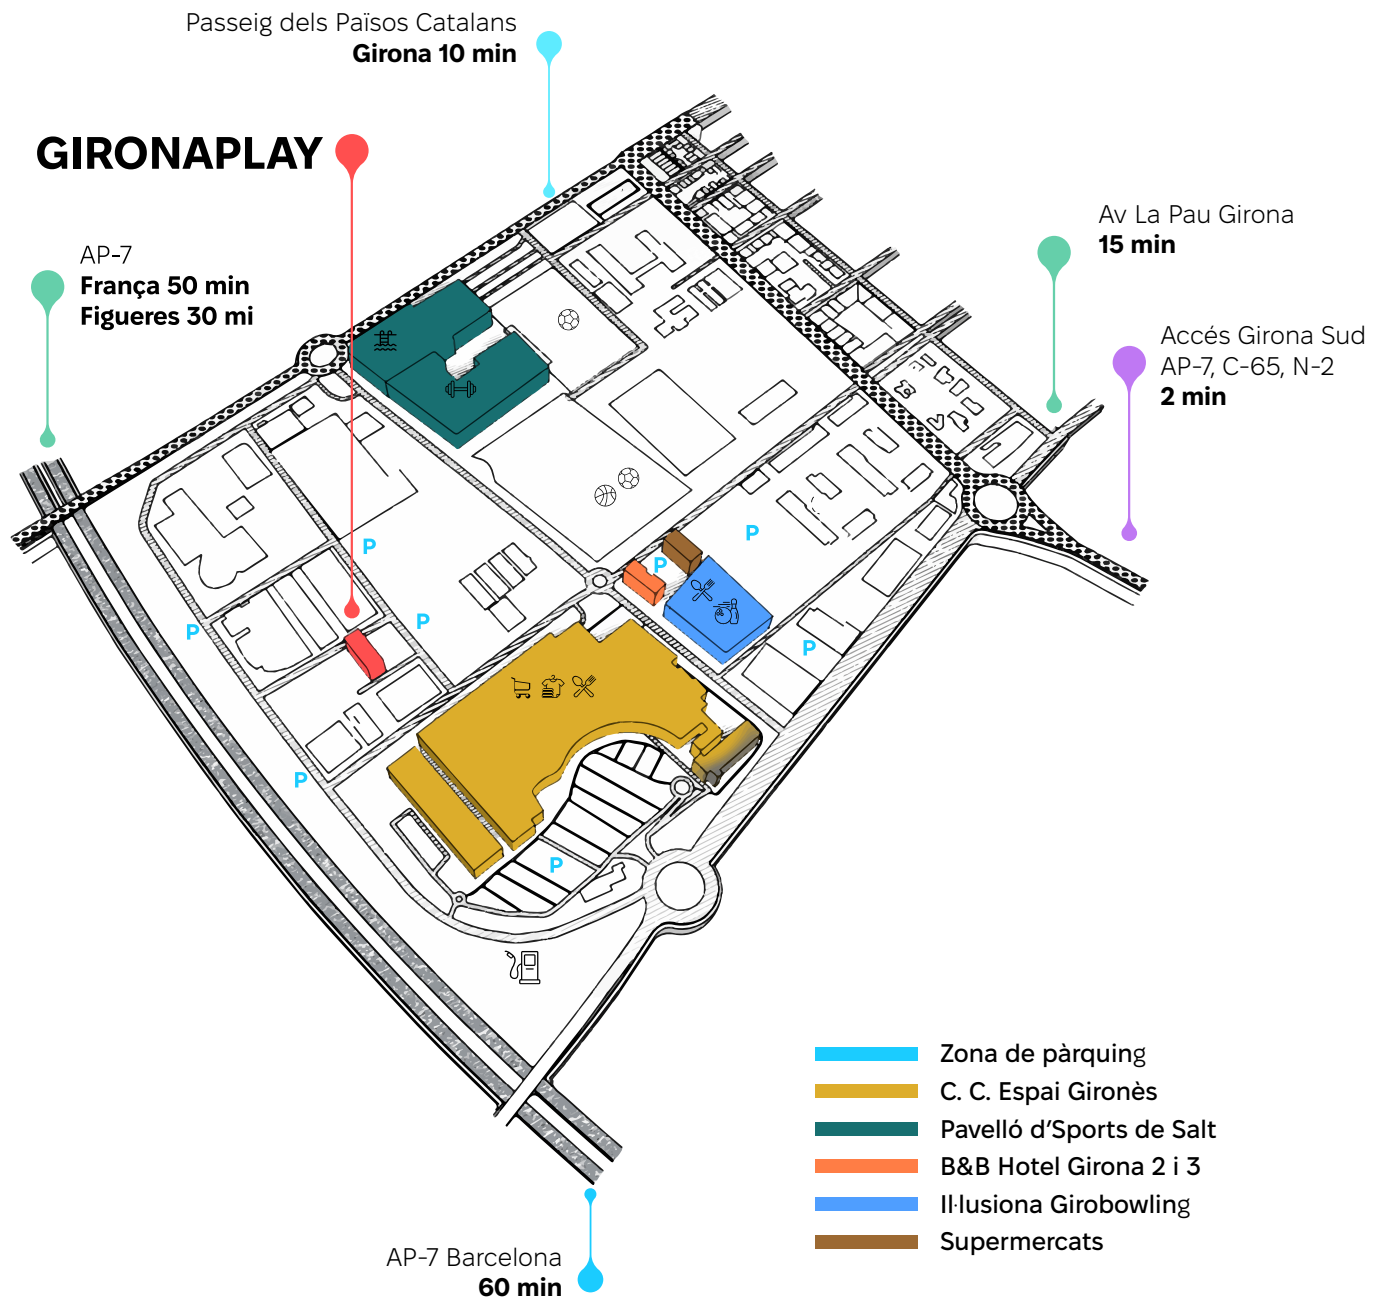 Passeig dels Països Catalans
Girona 10 min
GIRONAPLAY
AP-7
França 50 min
Figueres 30 mi
Av La Pau Girona
15 min
Accés Girona Sud
AP-7, C-65, N-2
2 min
P
P
P
P
P
P
P
P
Zona de pàrquing
C. C. Espai Gironès
Pavelló d'Sports de Salt
B&B Hotel Girona 2 i 3
Il·lusiona Girobowling
Supermercats
AP-7 Barcelona
60 min